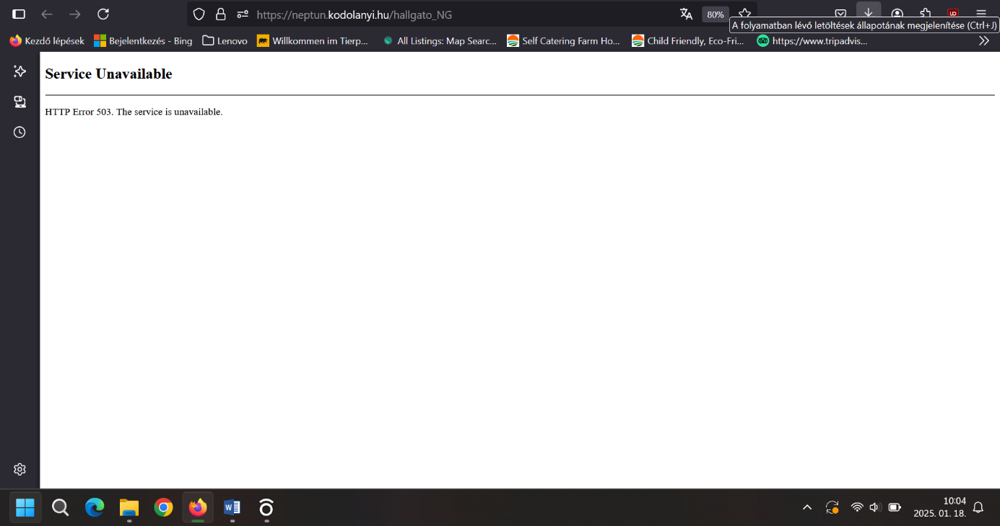 https://neptun.kodolanyi.hu/hallgato_NG
80%
A folyamatban lévő letöltések állapotának megjelenítése (Ctrl+J)
Kezdő lépések
Bejelentkezés - Bing
Lenovo
Willkommen im Tierp...
All Listings: Map Searc...
Self Catering Farm Ho...
Child Friendly, Eco-Fri...
https://www.tripadvis...
Service Unavailable
HTTP Error 503. The service is unavailable.
10:04
2025. 01. 18.